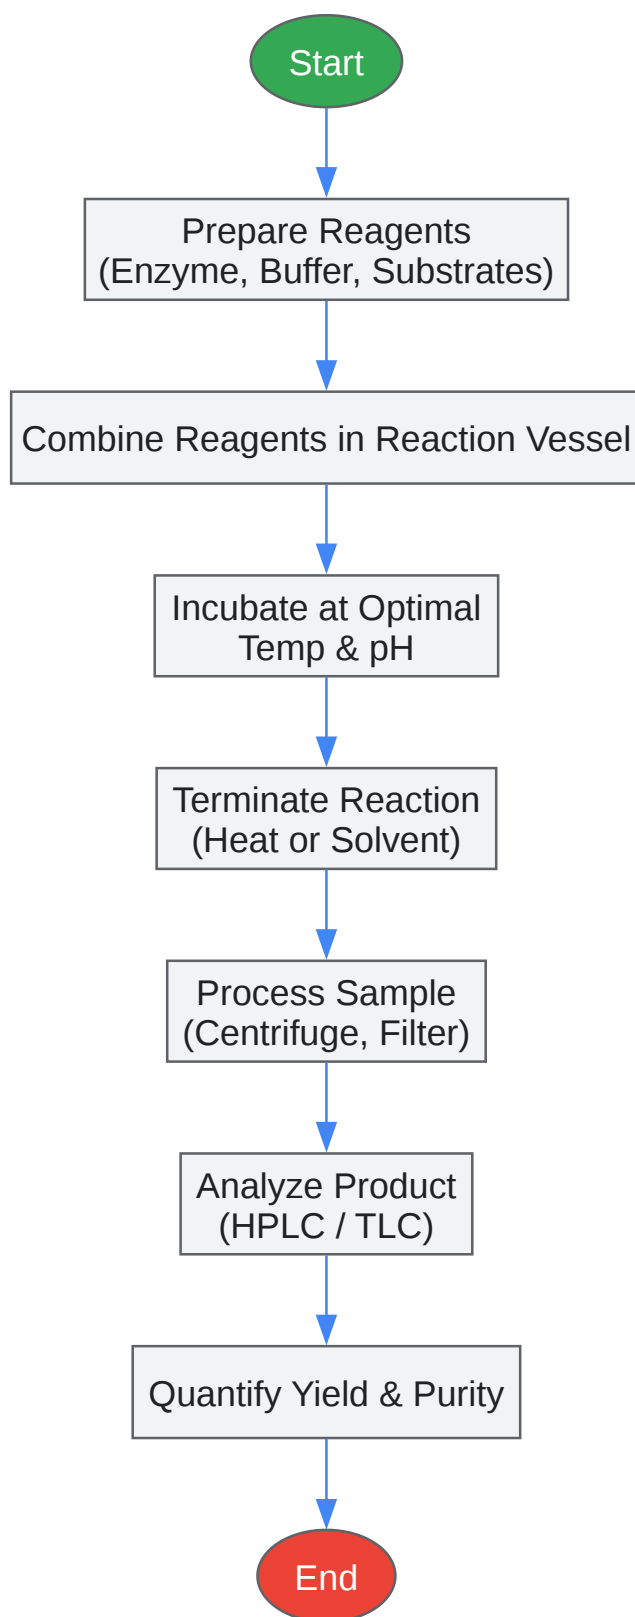 Start
Prepare Reagents
(Enzyme, Buffer, Substrates)
Combine Reagents in Reaction Vessel
Incubate at Optimal
Temp & pH
Terminate Reaction
(Heat or Solvent)
Process Sample
(Centrifuge, Filter)
Analyze Product
(HPLC / TLC)
Quantify Yield & Purity
End